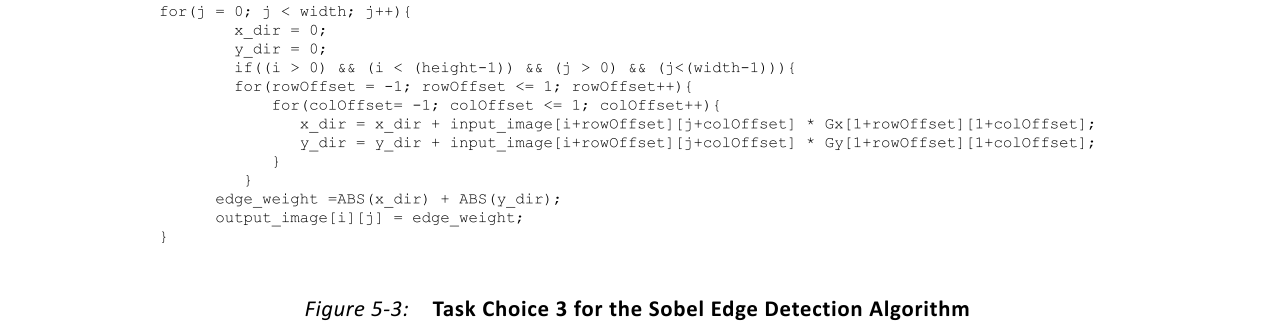 for(j = 0; j < width; j++){
x_dir = 0;
y_dir = 0;
if((i > 0) && (i < (height-1)) && (j > 0) && (j<(width-1))){
for(rowOffset = -1; rowOffset <= 1; rowOffset++){
for(colOffset= -1; colOffset <= 1; colOffset++){
x_dir = x_dir + input_image[i+rowOffset][j+colOffset] * Gx[1+rowOffset][1+colOffset];
y_dir = y_dir + input_image[i+rowOffset][j+colOffset] * Gy[1+rowOffset][1+colOffset];
}
}
edge_weight =ABS(x_dir) + ABS(y_dir);
output_image[i][j] = edge_weight;
}
Figure 5-3: Task Choice 3 for the Sobel Edge Detection Algorithm